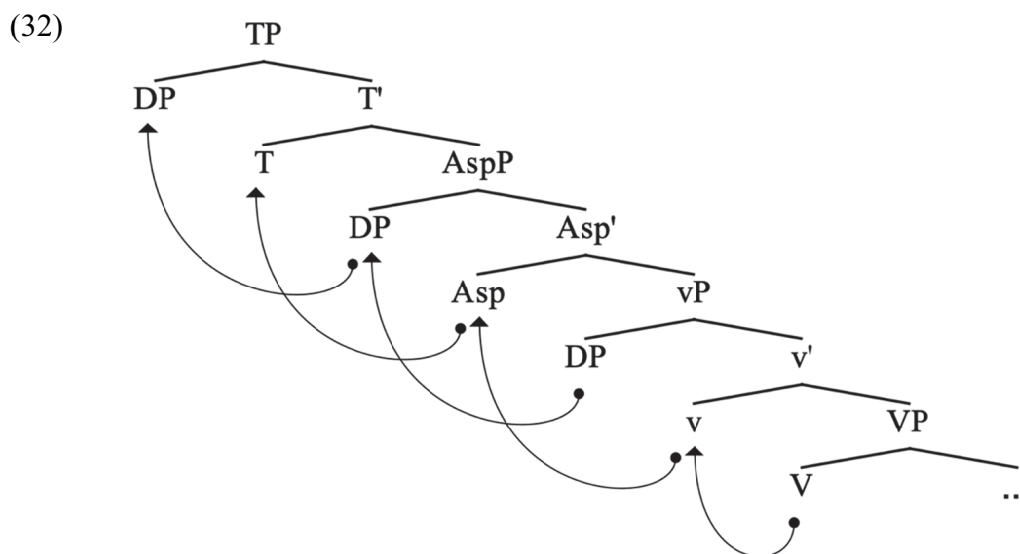 (32)
TP
DP T'
T AspP
DP Asp'
Asp vP
DP v'
v VP
V ..